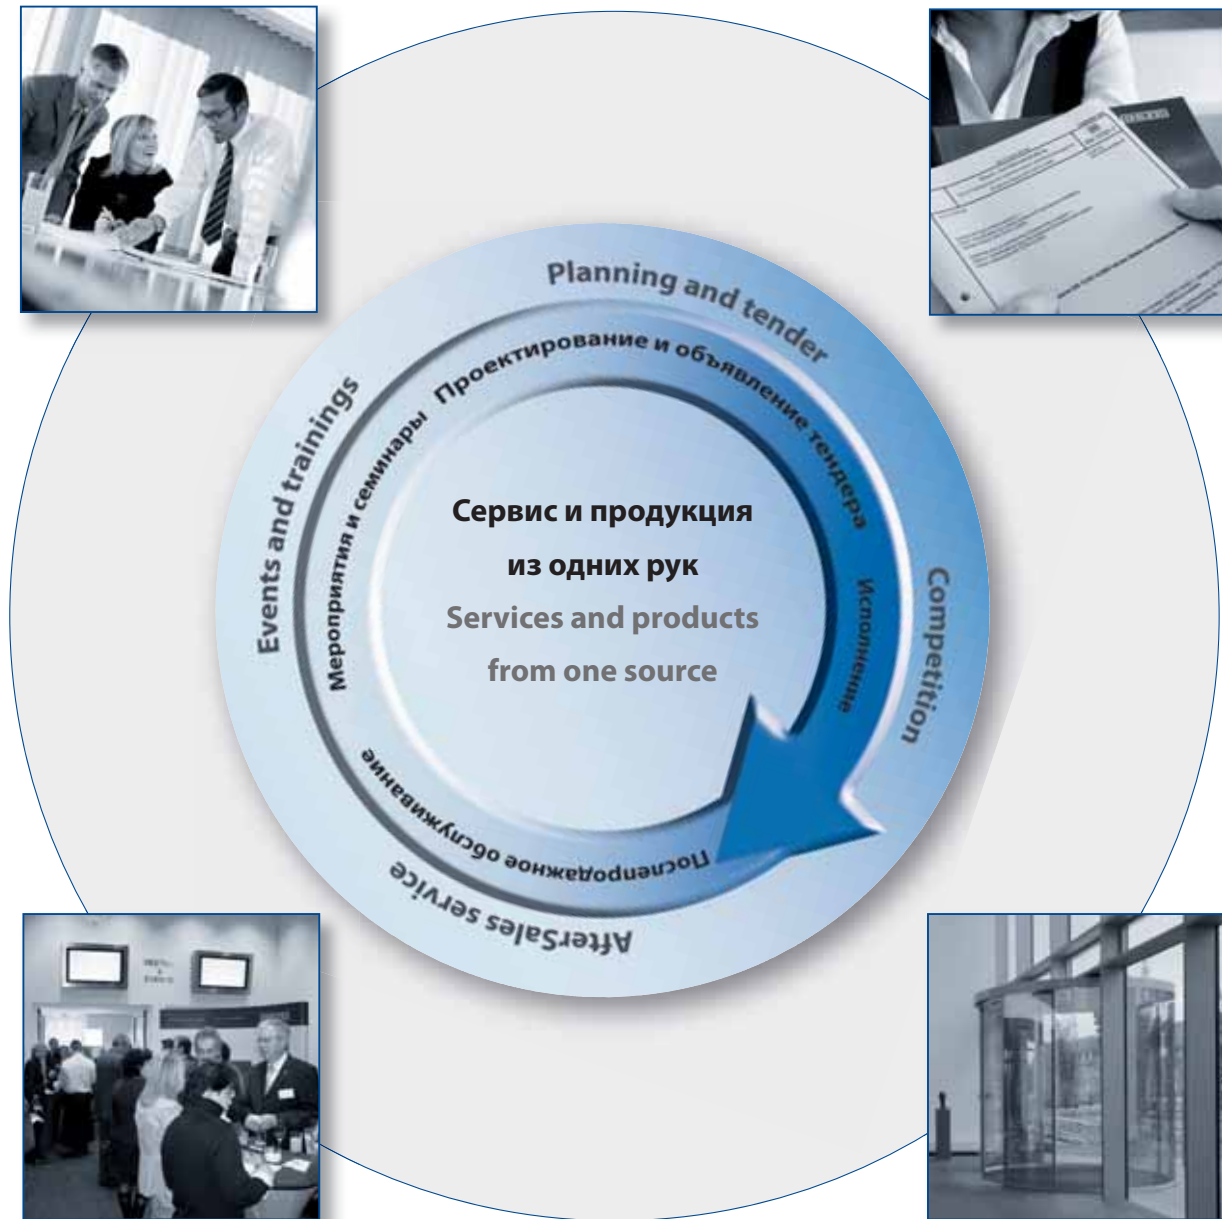 Planning and tender
Проектирование и объявление тендера
Events and trainings
Мероприятия и семинары
Сервис и продукция
из одних рук
Services and products
from one source
Исполнение
Competition
Послепродажное обслуживание
AfterSales service